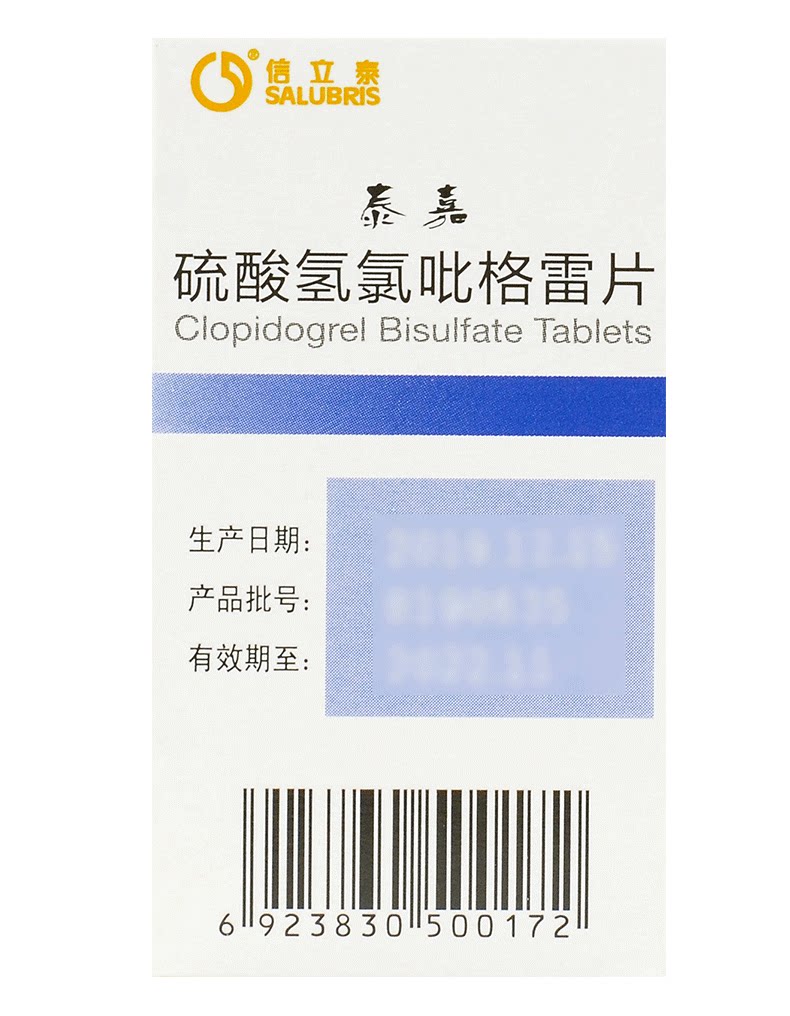 信立泰
SALUBRIS
泰嘉
硫酸氢氯吡格雷片
Clopidogrel Bisulfate Tablets
生产日期:
产品批号:
有效期至:
6 923830 500172